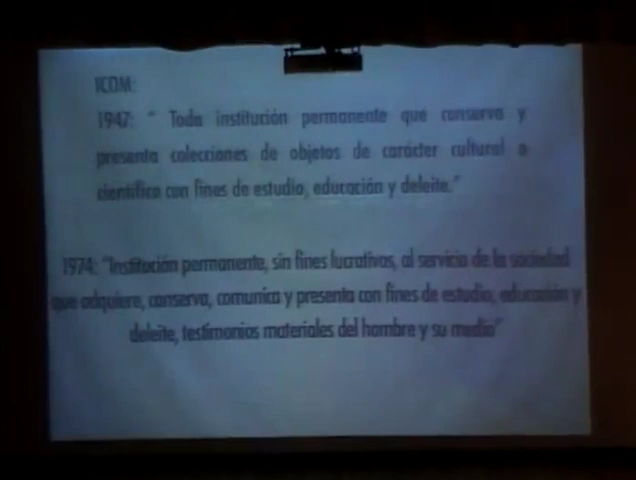 ICOM:
1947: " Toda institución permanente que conserva y
presenta colecciones de objetos de carácter cultural o
científico con fines de estudio, educación y deleite."
1974: "Institución permanente, sin fines lucrativos, al servicio de la sociedad
que adquiere, conserva, comunica y presenta con fines de estudio, educación y
deleite, testimonios materiales del hombre y su medio"